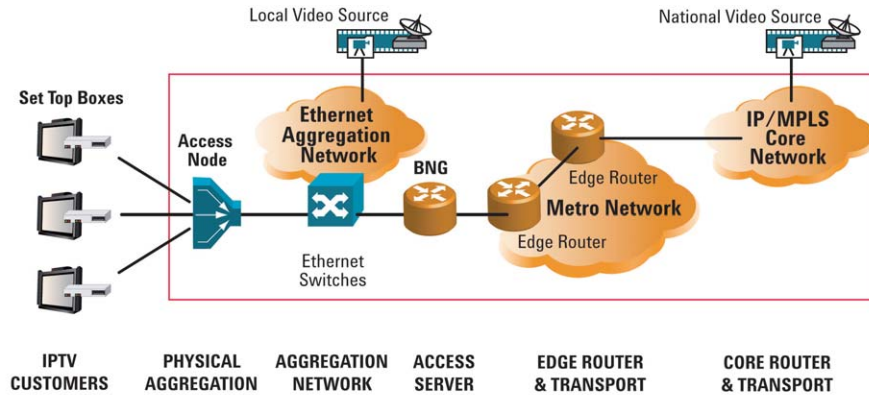 Local Video Source
National Video Source
Set Top Boxes
Ethernet
Aggregation
Network
IP/MPLS
Core
Network
Access
Node
BNG
Edge Router
Metro Network
Edge Router
Ethernet
Switches
IPTV
CUSTOMERS
PHYSICAL
AGGREGATION
AGGREGATION
NETWORK
ACCESS
SERVER
EDGE ROUTER
& TRANSPORT
CORE ROUTER
& TRANSPORT